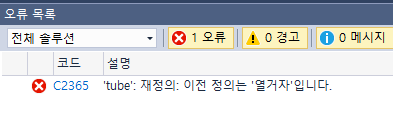 오류 목록
전체 솔루션
1 오류
0 경고
0 메시지
코드 설명
C2365 'tube': 재정의: 이전 정의는 '열거자'입니다.